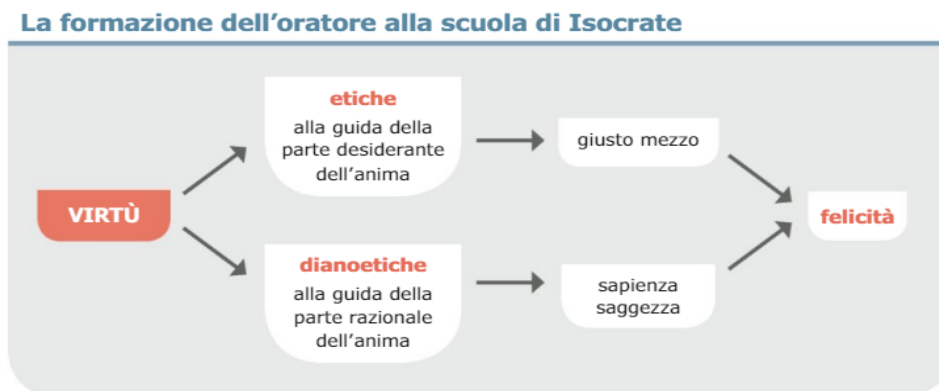 La formazione dell'oratore alla scuola di Isocrate
etiche
alla guida della
parte desiderante
dell'anima
giusto mezzo
VIRTÙ
felicità
dianoetiche
alla guida della
parte razionale
dell'anima
sapienza
saggezza